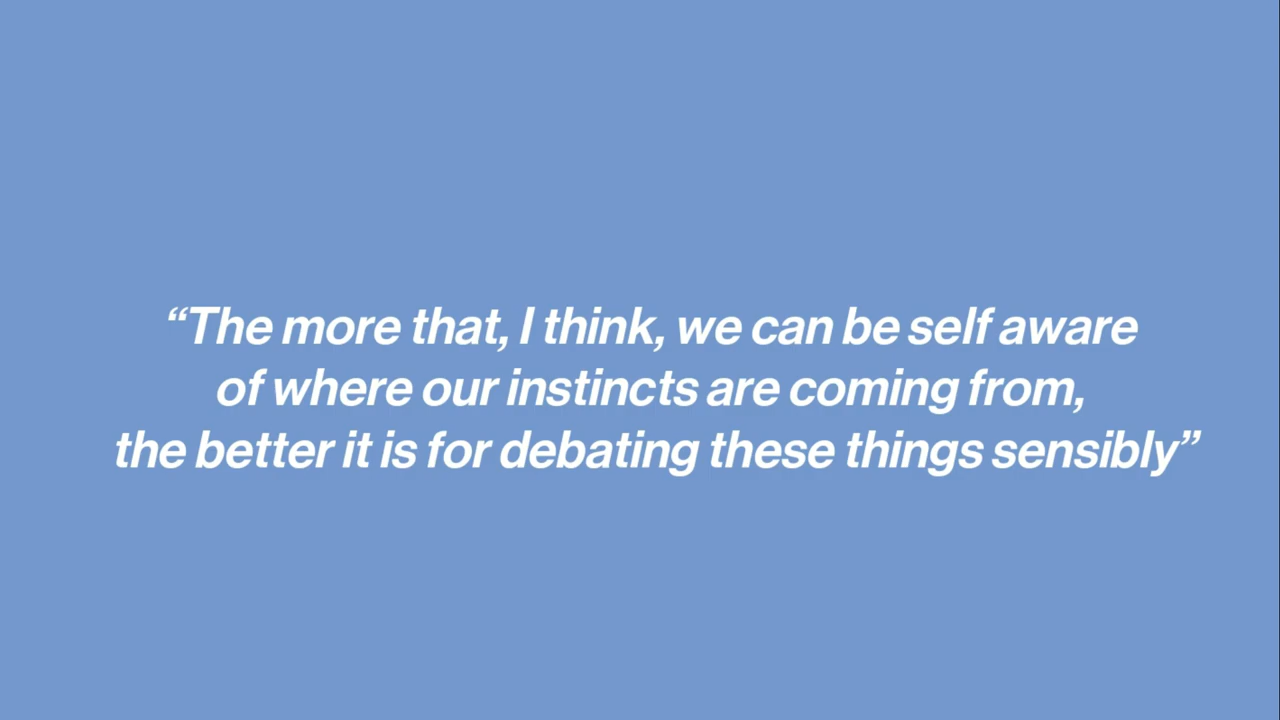 “The more that, I think, we can be self aware
of where our instincts are coming from,
the better it is for debating these things sensibly”